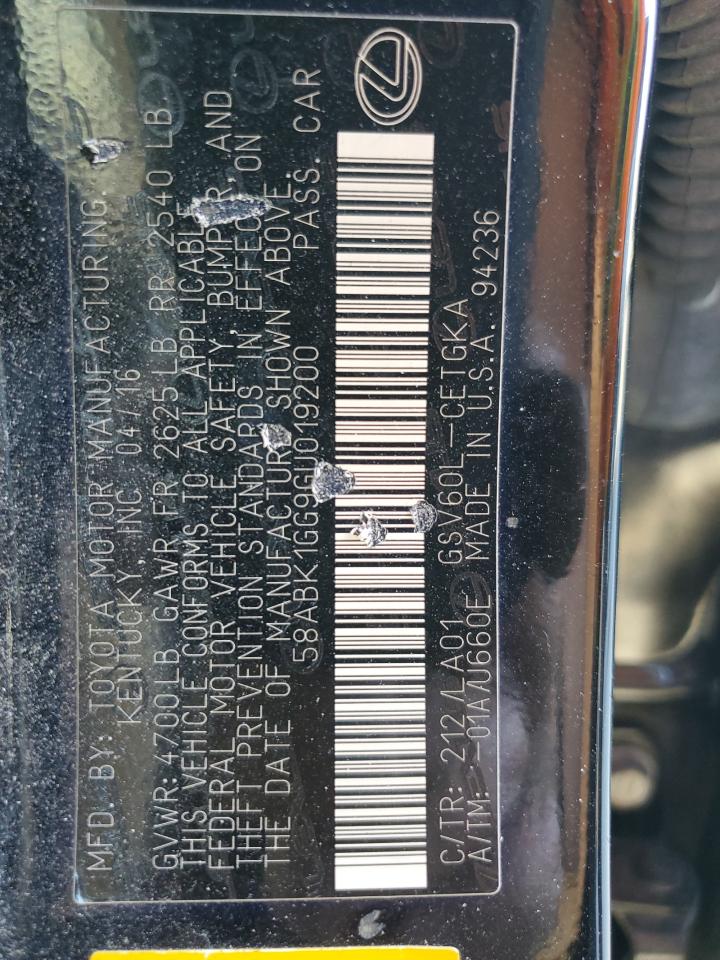 MFD. BY: TOYOTA MOTOR MANUFACTURING,
KENTUCKY, INC. 04/16
GVWR: 4700LB GAWR FR 2625LB RR 2540 LB.
THIS VEHICLE CONFORMS TO ALL APPLICABLE
FEDERAL MOTOR VEHICLE SAFETY, BUMPER, AND
THEFT PREVENTION STANDARDS IN EFFECT ON
THE DATE OF MANUFACTURE SHOWN ABOVE.
58ABK1GG9GU019200 PASS. CAR
C/TR: 212/LA01 GSV60L-CETGKA
A/TM: -01A/U660E MADE IN U.S.A. 94236